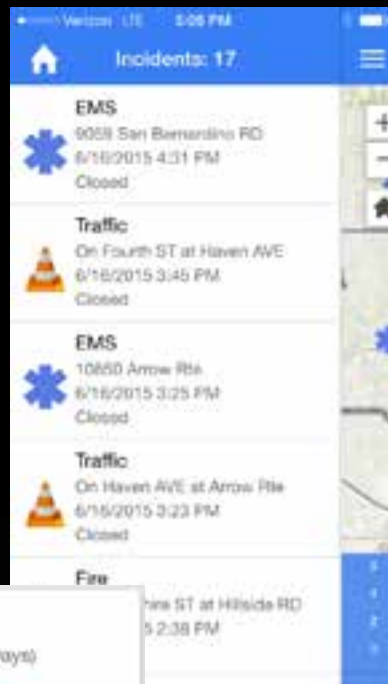 Verizon LTE 5:05 PM
Incidents: 17
EMS
9059 San Bernardino RD
6/16/2015 4:31 PM
Closed
Traffic
On Fourth ST at Haven AVE
6/16/2015 3:45 PM
Closed
EMS
10850 Arrow Rte
6/16/2015 3:25 PM
Closed
Traffic
On Haven AVE at Arrow Rte
6/16/2015 3:23 PM
Closed
Fire
ST at Hillside RD
5 2:38 PM
ays)